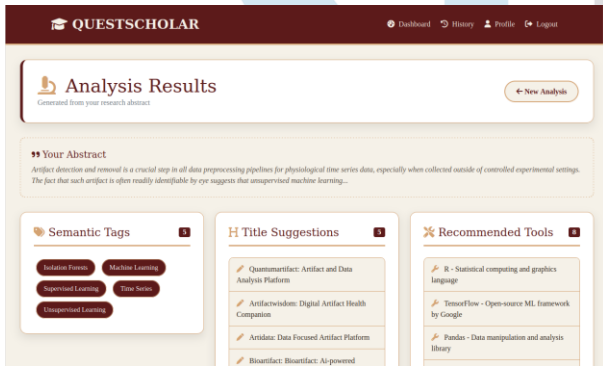 QUESTSCHOLAR
Dashboard History Profile Logout
Analysis Results
Generated from your research abstract
← New Analysis
Your Abstract
Artifact detection and removal is a crucial step in all data preprocessing pipelines for physiological time series data, especially when collected outside of controlled experimental settings.
The fact that such artifact is often readily identifiable by eye suggests that unsupervised machine learning...
Semantic Tags 5
Isolation Forests Machine Learning
Supervised Learning Time Series
Unsupervised Learning
H Title Suggestions 5
Quantumartifact: Artifact and Data
Analysis Platform
Artifactwisdom: Digital Artifact Health
Companion
Artidata: Data Focused Artifact Platform
Bioartifact: Bioartifact: Ai-powered
Recommended Tools 8
R - Statistical computing and graphics
language
TensorFlow - Open-source ML framework
by Google
Pandas - Data manipulation and analysis
library